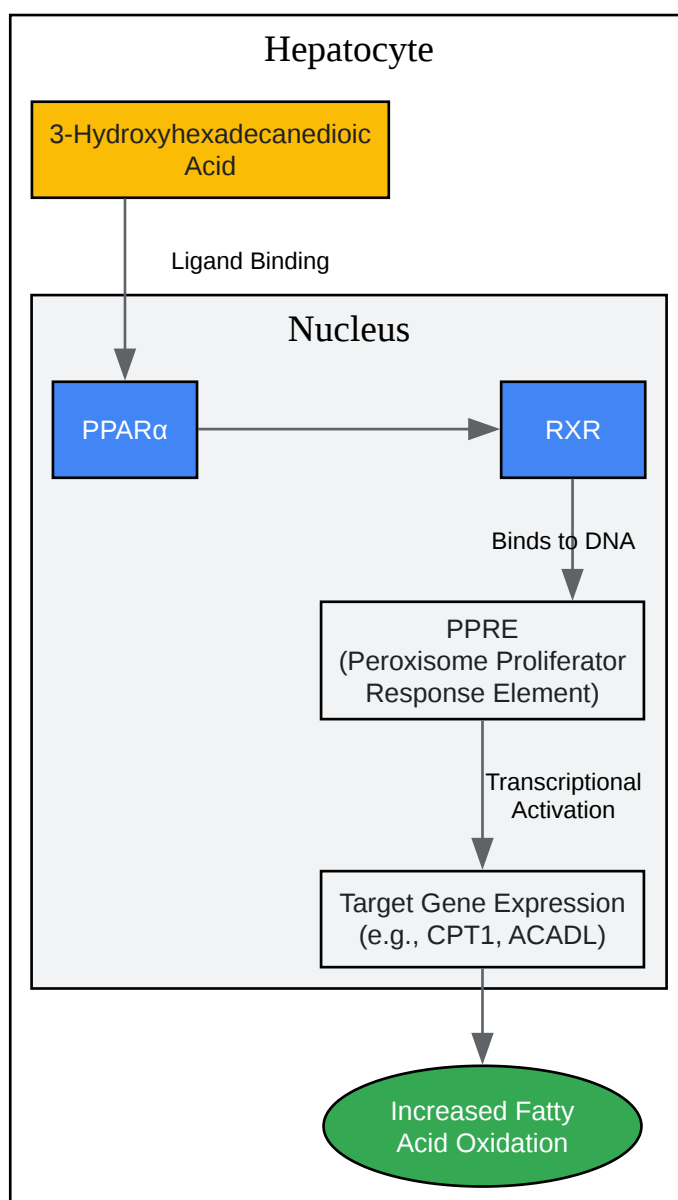 Hepatocyte
3-Hydroxyhexadecanedioic
Acid
Ligand Binding
Nucleus
PPARα
RXR
Binds to DNA
PPRE
(Peroxisome Proliferator
Response Element)
Transcriptional
Activation
Target Gene Expression
(e.g., CPT1, ACADL)
Increased Fatty
Acid Oxidation